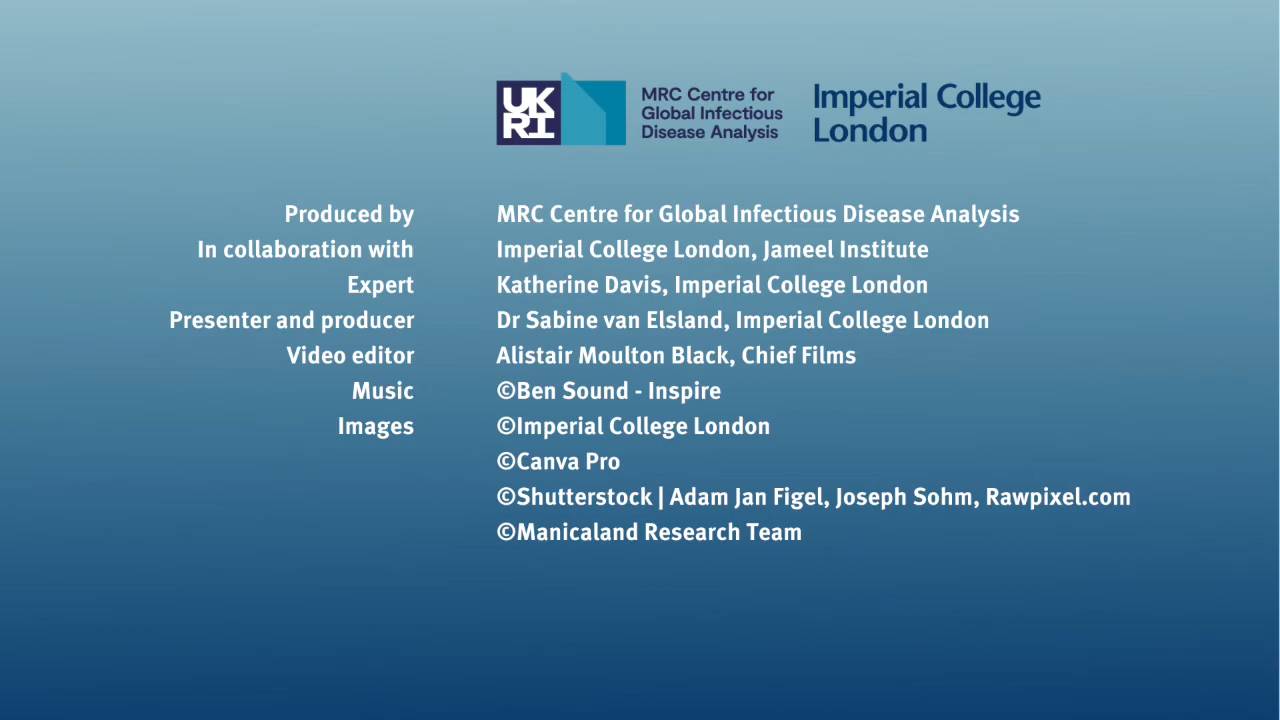 UK
RI
MRC Centre for
Global Infectious
Disease Analysis
Imperial College
London
Produced by MRC Centre for Global Infectious Disease Analysis
In collaboration with Imperial College London, Jameel Institute
Expert Katherine Davis, Imperial College London
Presenter and producer Dr Sabine van Elsland, Imperial College London
Video editor Alistair Moulton Black, Chief Films
Music ©Ben Sound - Inspire
Images ©Imperial College London
©Canva Pro
©Shutterstock | Adam Jan Figel, Joseph Sohm, Rawpixel.com
©Manicaland Research Team